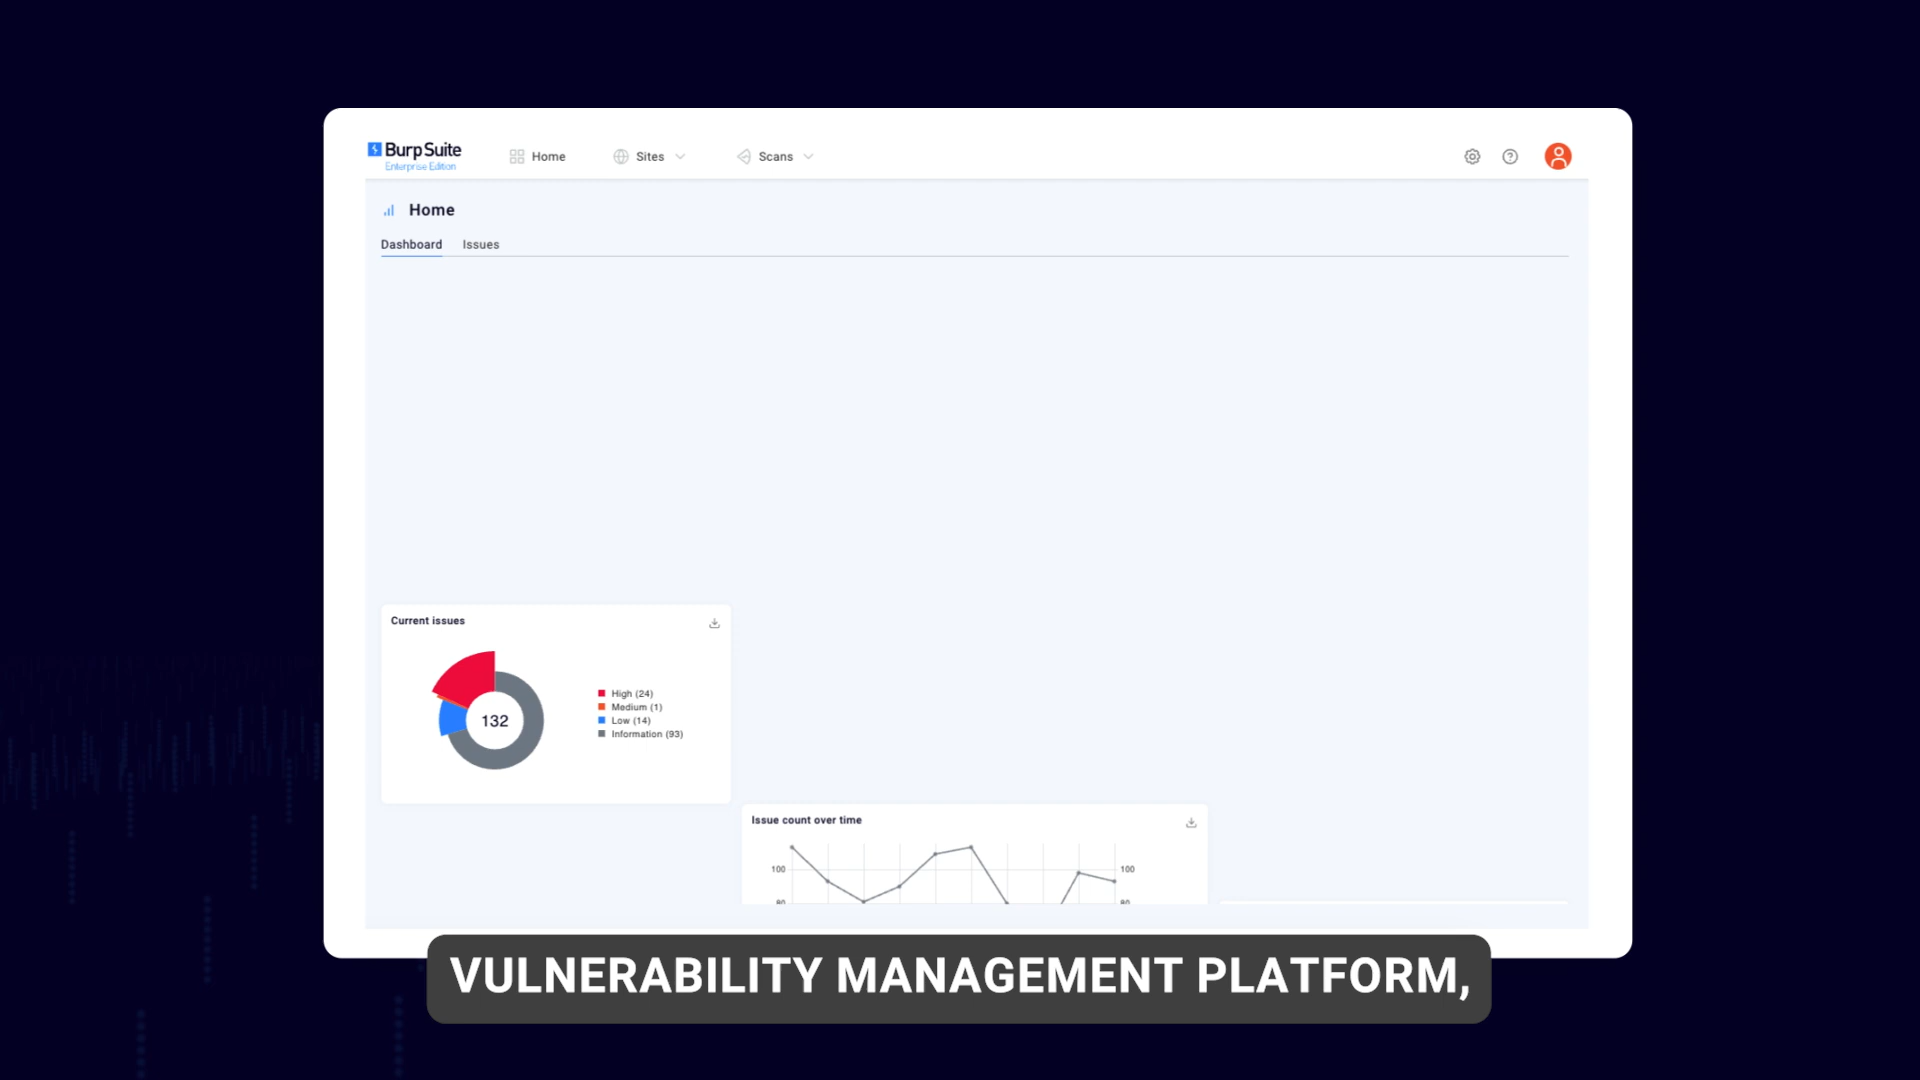 Burp Suite
Enterprise Edition
Home
Sites
Scans
Home
Dashboard
Issues
Current issues
132
High (24)
Medium (1)
Low (14)
Information (93)
Issue count over time
100
100
VULNERABILITY MANAGEMENT PLATFORM,